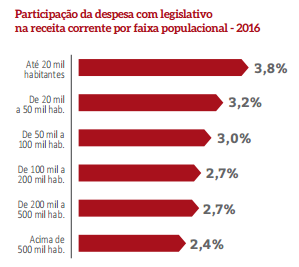 Participação da despesa com legislativo
na receita corrente por faixa populacional - 2016
Até 20 mil
habitantes
3,8%
De 20 mil
a 50 mil hab.
3,2%
De 50 mil a
100 mil hab.
3,0%
De 100 mil a
200 mil hab.
2,7%
De 200 mil a
500 mil hab.
2,7%
Acima de
500 mil hab.
2,4%